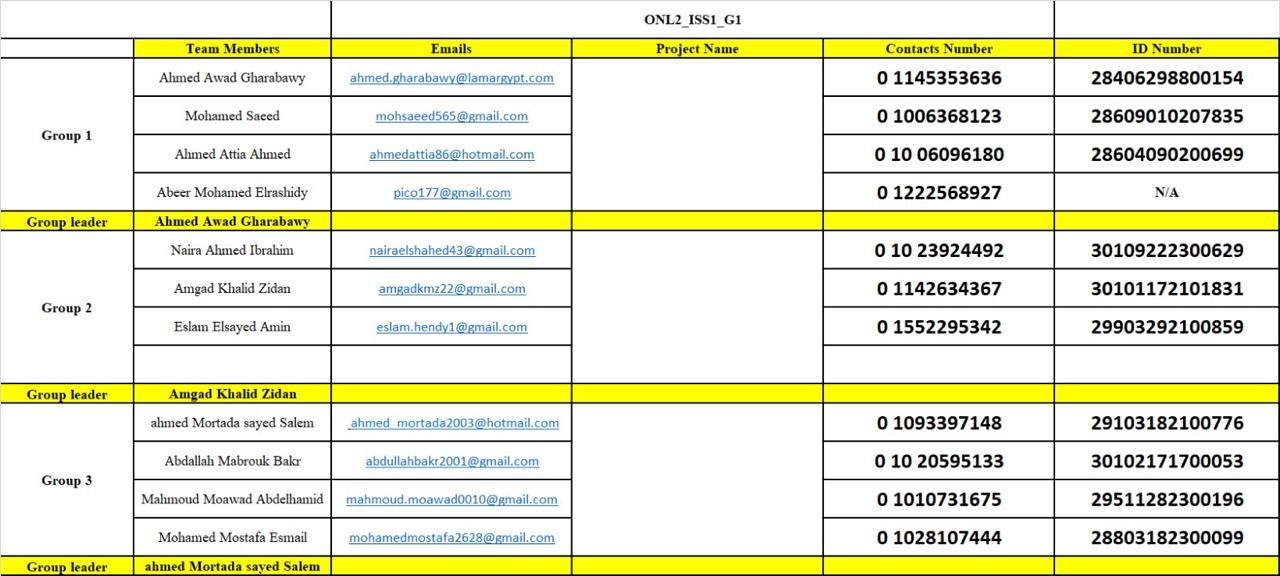 ONL2_ISS1_G1
Team Members Emails Project Name Contacts Number ID Number
Group 1
Ahmed Awad Gharabawy ahmed.gharabawy@lamargypt.com 0 1145353636 28406298800154
Mohamed Saeed mohsaeed565@gmail.com 0 1006368123 28609010207835
Ahmed Attia Ahmed ahmedattia86@hotmail.com 0 10 06096180 28604090200699
Abeer Mohamed Elrashidy pico177@gmail.com 0 1222568927 N/A
Group leader Ahmed Awad Gharabawy
Group 2
Naira Ahmed Ibrahim nairaelshahed43@gmail.com 0 10 23924492 30109222300629
Amgad Khalid Zidan amgadkmz22@gmail.com 0 1142634367 30101172101831
Eslam Elsayed Amin eslam.hendy1@gmail.com 0 1552295342 29903292100859
Group leader Amgad Khalid Zidan
Group 3
ahmed Mortada sayed Salem ahmed_mortada2003@hotmail.com 0 1093397148 29103182100776
Abdallah Mabrouk Bakr abdullahbakr2001@gmail.com 0 10 20595133 30102171700053
Mahmoud Moawad Abdelhamid mahmoud.moawad0010@gmail.com 0 1010731675 29511282300196
Mohamed Mostafa Esmail mohamedmostafa2628@gmail.com 0 1028107444 28803182300099
Group leader ahmed Mortada sayed Salem